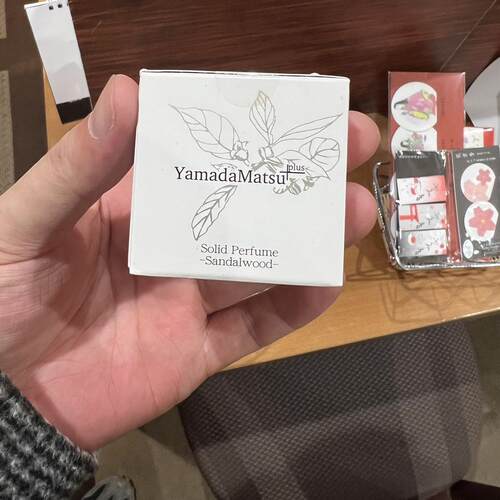 YamadaMatsu plus-
Solid Perfume
-Sandalwood-